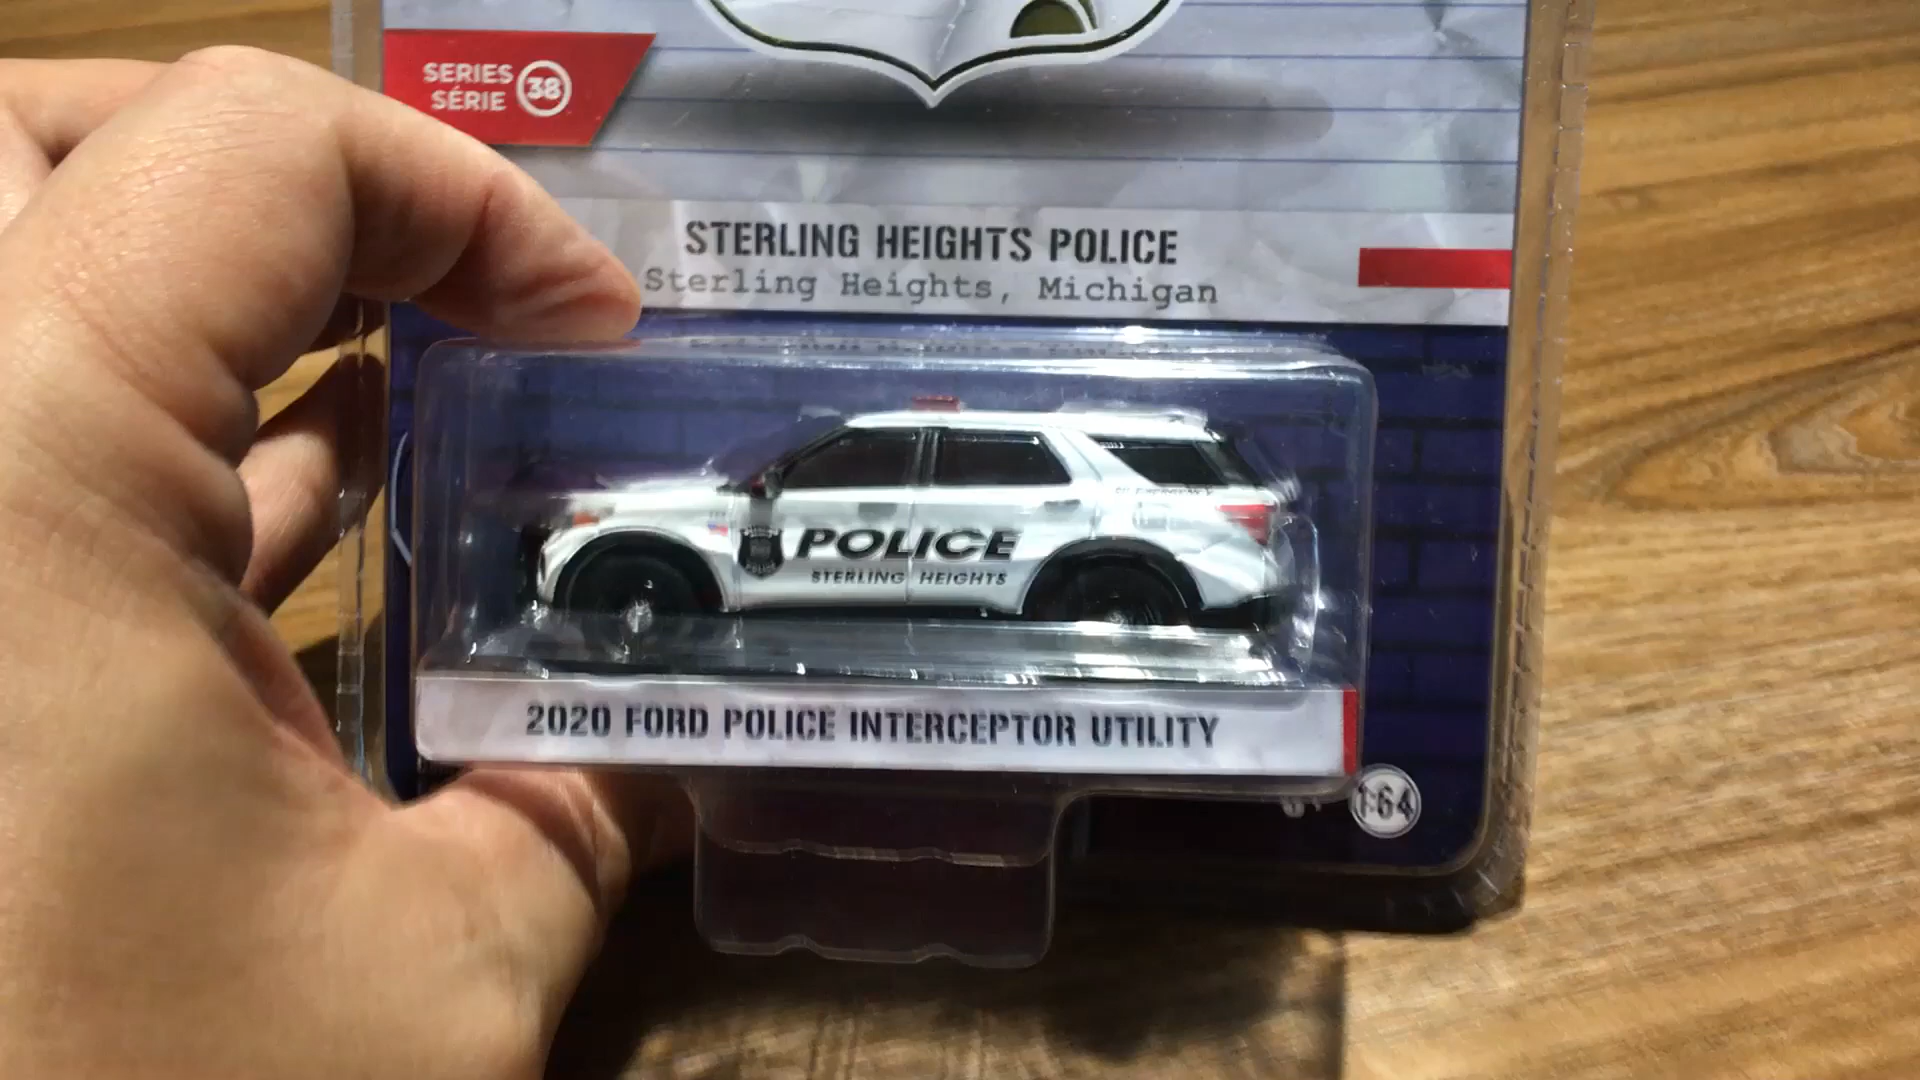 SERIES
SÉRIE 38
STERLING HEIGHTS POLICE
Sterling Heights, Michigan
POLICE
STERLING HEIGHTS
POLICE
2020 FORD POLICE INTERCEPTOR UTILITY
1:64